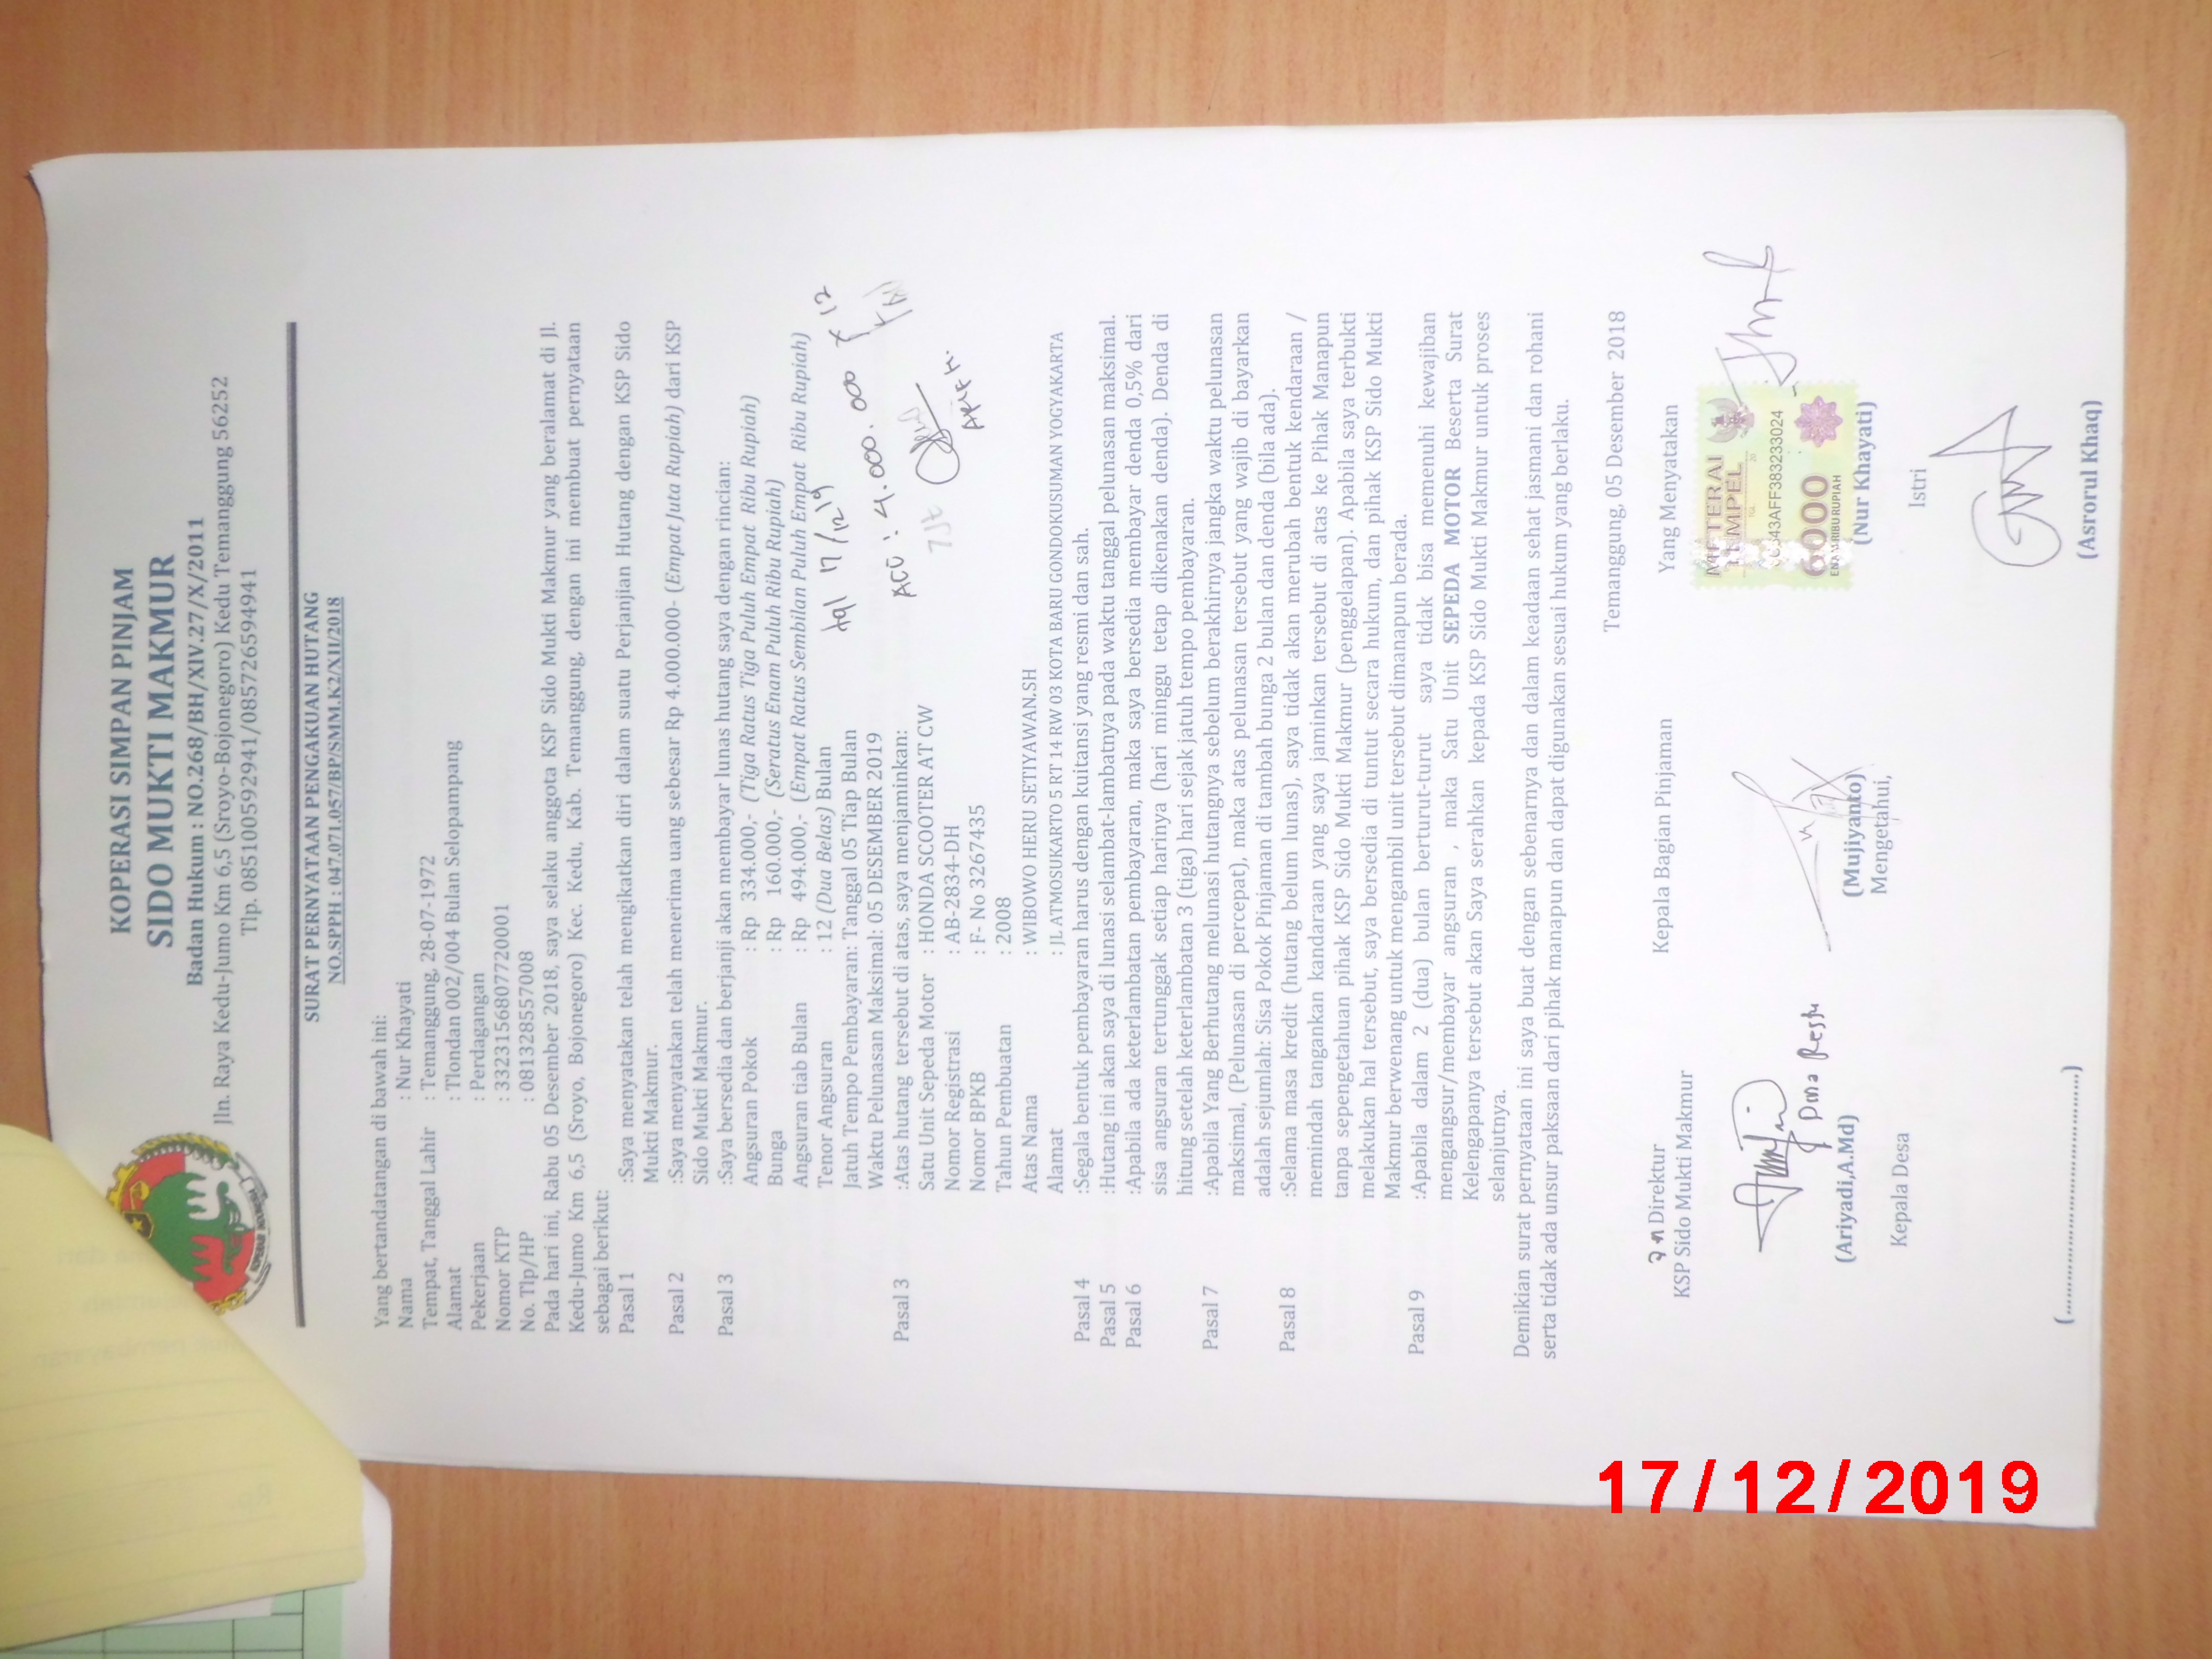 KOPERASI SIMPAN PINJAM
SIDO MUKTI MAKMUR
Badan Hukum : NO.268/BH/XIV.27/X/2011
Jln. Raya Kedu-Jumo Km 6,5 (Sroyo-Bojonegoro) Kedu Temanggung 56252
Tlp. 085100592941/085726594941
SURAT PERNYATAAN PENGAKUAN HUTANG
NO.SPPH : 047.071.057/BP/SMM.K2/XII/2018
Yang bertandatangan di bawah ini:
Nama : Nur Khayati
Tempat, Tanggal Lahir : Temanggung, 28-07-1972
Alamat : Tlondan 002/004 Bulan Selopampang
Pekerjaan : Perdagangan
Nomor KTP : 3323156807720001
No. Tlp/HP : 081328557008
Pada hari ini, Rabu 05 Desember 2018, saya selaku anggota KSP Sido Mukti Makmur yang beralamat di Jl.
Kedu-Jumo Km 6,5 (Sroyo, Bojonegoro) Kec. Kedu, Kab. Temanggung, dengan ini membuat pernyataan
sebagai berikut:
Pasal 1 :Saya menyatakan telah mengikatkan diri dalam suatu Perjanjian Hutang dengan KSP Sido
Mukti Makmur.
Pasal 2 :Saya menyatakan telah menerima uang sebesar Rp 4.000.000- (Empat Juta Rupiah) dari KSP
Sido Mukti Makmur.
Pasal 3 :Saya bersedia dan berjanji akan membayar lunas hutang saya dengan rincian:
Angsuran Pokok : Rp 334.000,- (Tiga Ratus Tiga Puluh Empat Ribu Rupiah)
Bunga : Rp 160.000,- (Seratus Enam Puluh Ribu Rupiah)
Angsuran tiab Bulan : Rp 494.000,- (Empat Ratus Sembilan Puluh Empat Ribu Rupiah)
Tenor Angsuran : 12 (Dua Belas) Bulan
Jatuh Tempo Pembayaran: Tanggal 05 Tiap Bulan
Waktu Pelunasan Maksimal: 05 DESEMBER 2019
tgl 17/12/19
ACC : 4.000.000 x 12
Pasal 3 :Atas hutang tersebut di atas, saya menjaminkan:
Satu Unit Sepeda Motor : HONDA SCOOTER AT CW
Nomor Registrasi : AB-2834-DH
Nomor BPKB : F- No 3267435
Tahun Pembuatan : 2008
Atas Nama : WIBOWO HERU SETIYAWAN.SH
Alamat : JL ATMOSUKARTO 5 RT 14 RW 03 KOTA BARU GONDOKUSUMAN YOGYAKARTA
Pasal 4 :Segala bentuk pembayaran harus dengan kuitansi yang resmi dan sah.
Pasal 5 :Hutang ini akan saya di lunasi selambat-lambatnya pada waktu tanggal pelunasan maksimal.
Pasal 6 :Apabila ada keterlambatan pembayaran, maka saya bersedia membayar denda 0,5% dari
sisa angsuran tertunggak setiap harinya (hari minggu tetap dikenakan denda). Denda di
hitung setelah keterlambatan 3 (tiga) hari sejak jatuh tempo pembayaran.
Pasal 7 :Apabila Yang Berhutang melunasi hutangnya sebelum berakhirnya jangka waktu pelunasan
maksimal, (Pelunasan di percepat), maka atas pelunasan tersebut yang wajib di bayarkan
adalah sejumlah: Sisa Pokok Pinjaman di tambah bunga 2 bulan dan denda (bila ada).
Pasal 8 :Selama masa kredit (hutang belum lunas), saya tidak akan merubah bentuk kendaraan /
memindah tangankan kandaraan yang saya jaminkan tersebut di atas ke Pihak Manapun
tanpa sepengetahuan pihak KSP Sido Mukti Makmur (penggelapan). Apabila saya terbukti
melakukan hal tersebut, saya bersedia di tuntut secara hukum, dan pihak KSP Sido Mukti
Makmur berwenang untuk mengambil unit tersebut dimanapun berada.
Pasal 9 :Apabila dalam 2 (dua) bulan berturut-turut saya tidak bisa memenuhi kewajiban
mengangsur/membayar angsuran , maka Satu Unit SEPEDA MOTOR Beserta Surat
Kelengapanya tersebut akan Saya serahkan kepada KSP Sido Mukti Makmur untuk proses
selanjutnya.
Demikian surat pernyataan ini saya buat dengan sebenarnya dan dalam keadaan sehat jasmani dan rohani
serta tidak ada unsur paksaan dari pihak manapun dan dapat digunakan sesuai hukum yang berlaku.
Temanggung, 05 Desember 2018
Direktur
KSP Sido Mukti Makmur
Kepala Bagian Pinjaman
Yang Menyatakan
METERAI
TEMPEL
TGL 20
6000
ENAM RIBU RUPIAH
(Ariyadi,A.Md)
(Mujiyanto)
(Nur Khayati)
Kepala Desa
Mengetahui,
Istri
(..........................................)
(Asrorul Khaq)
17/12/2019